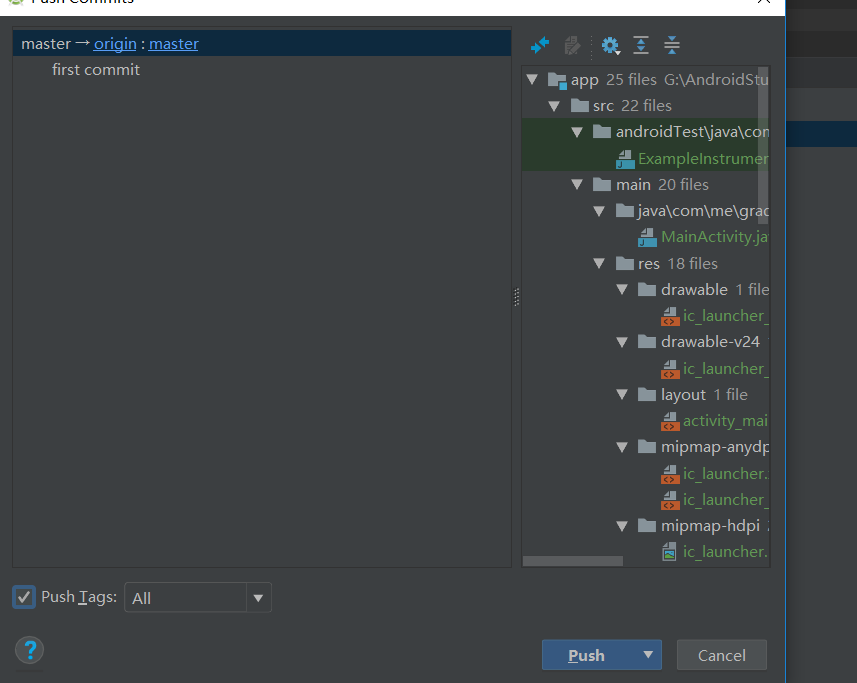 Push Commits
master → origin : master
first commit
app 25 files G:\AndroidStu
src 22 files
androidTest\java\com
ExampleInstrumen
main 20 files
java\com\me\grad
MainActivity.ja
res 18 files
drawable 1 file
ic_launcher_
drawable-v24
ic_launcher_
layout 1 file
activity_mai
mipmap-anydp
ic_launcher.
ic_launcher_
mipmap-hdpi
ic_launcher.
Push Tags: All
?
Push
Cancel